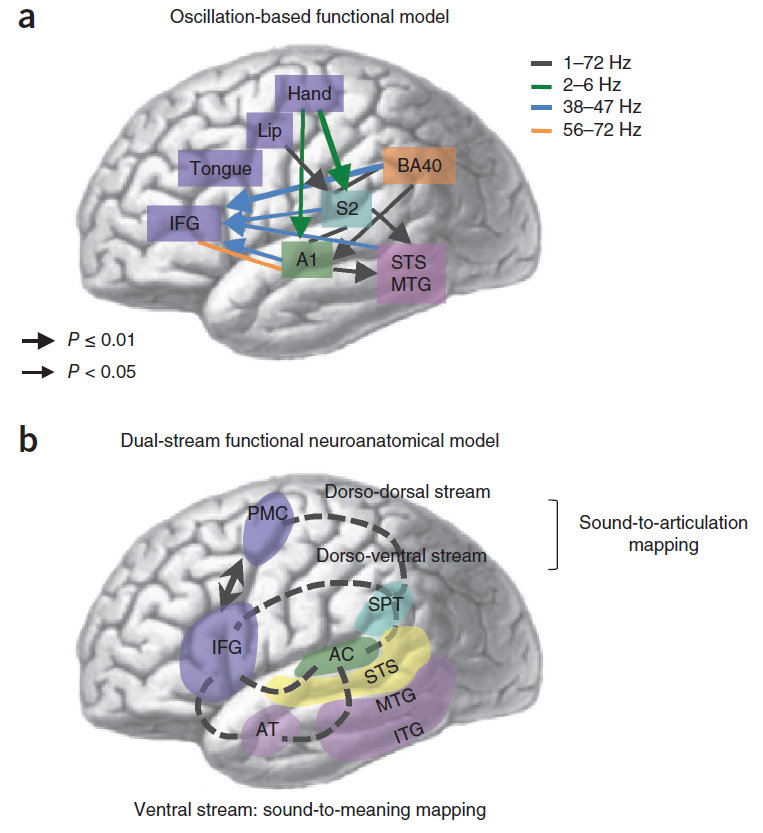 a
Oscillation-based functional model
1–72 Hz
2–6 Hz
38–47 Hz
56–72 Hz
Hand
Lip
Tongue
BA40
S2
IFG
A1
STS
MTG
P ≤ 0.01
P < 0.05
b
Dual-stream functional neuroanatomical model
Dorso-dorsal stream
PMC
Sound-to-articulation
mapping
Dorso-ventral stream
SPT
IFG
AC
STS
MTG
AT
ITG
Ventral stream: sound-to-meaning mapping